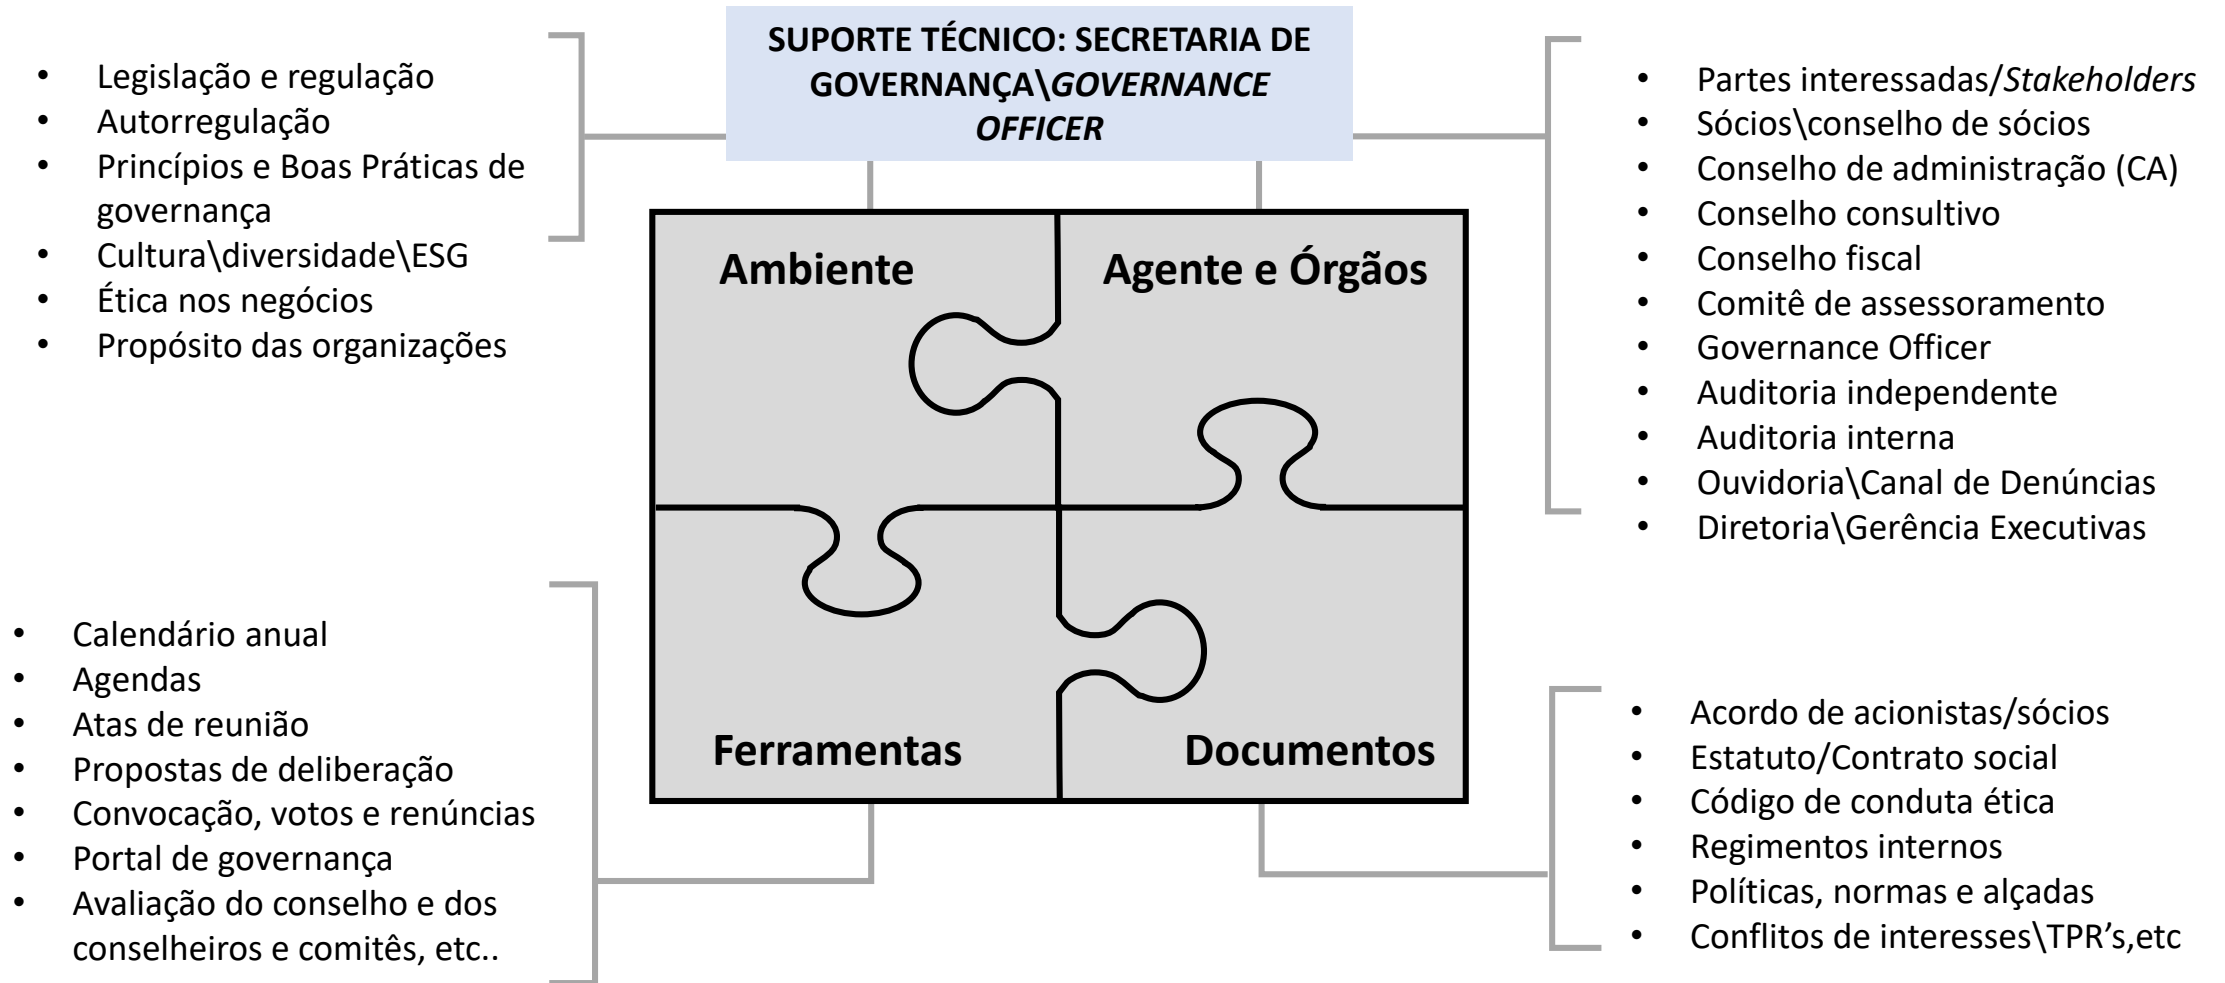 SUPORTE TÉCNICO: SECRETARIA DE
GOVERNANÇA\GOVERNANCE
OFFICER
• Legislação e regulação
• Autorregulação
• Princípios e Boas Práticas de
governança
• Cultura\diversidade\ESG
• Ética nos negócios
• Propósito das organizações
• Partes interessadas/Stakeholders
• Sócios\conselho de sócios
• Conselho de administração (CA)
• Conselho consultivo
• Conselho fiscal
• Comitê de assessoramento
• Governance Officer
• Auditoria independente
• Auditoria interna
• Ouvidoria\Canal de Denúncias
• Diretoria\Gerência Executivas
Ambiente
Agente e Órgãos
Ferramentas
Documentos
• Calendário anual
• Agendas
• Atas de reunião
• Propostas de deliberação
• Convocação, votos e renúncias
• Portal de governança
• Avaliação do conselho e dos
conselheiros e comitês, etc..
• Acordo de acionistas/sócios
• Estatuto/Contrato social
• Código de conduta ética
• Regimentos internos
• Políticas, normas e alçadas
• Conflitos de interesses\TPR’s,etc